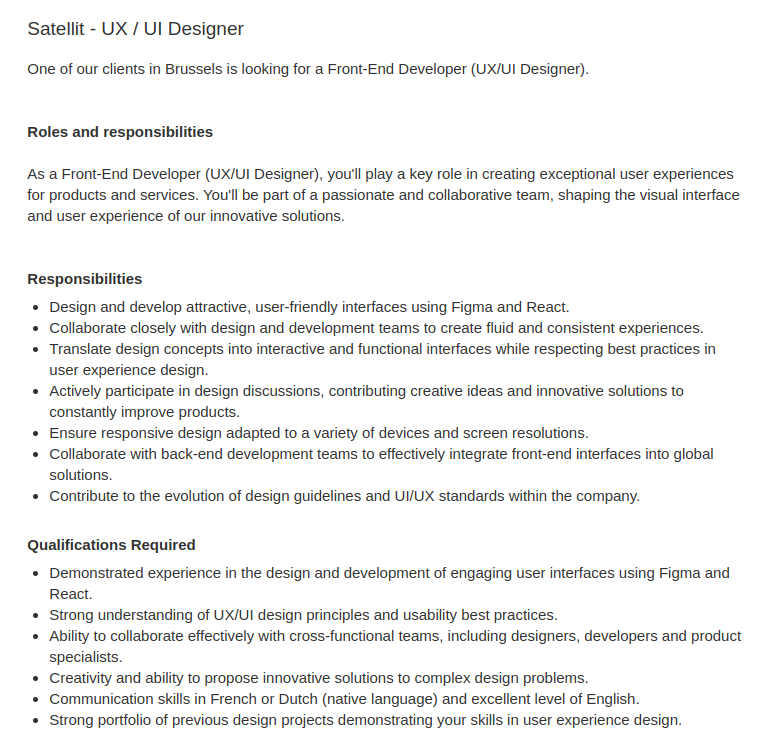 Satellit - UX / UI Designer
One of our clients in Brussels is looking for a Front-End Developer (UX/UI Designer).
Roles and responsibilities
As a Front-End Developer (UX/UI Designer), you'll play a key role in creating exceptional user experiences
for products and services. You'll be part of a passionate and collaborative team, shaping the visual interface
and user experience of our innovative solutions.
Responsibilities
• Design and develop attractive, user-friendly interfaces using Figma and React.
• Collaborate closely with design and development teams to create fluid and consistent experiences.
• Translate design concepts into interactive and functional interfaces while respecting best practices in
user experience design.
• Actively participate in design discussions, contributing creative ideas and innovative solutions to
constantly improve products.
• Ensure responsive design adapted to a variety of devices and screen resolutions.
• Collaborate with back-end development teams to effectively integrate front-end interfaces into global
solutions.
• Contribute to the evolution of design guidelines and UI/UX standards within the company.
Qualifications Required
• Demonstrated experience in the design and development of engaging user interfaces using Figma and
React.
• Strong understanding of UX/UI design principles and usability best practices.
• Ability to collaborate effectively with cross-functional teams, including designers, developers and product
specialists.
• Creativity and ability to propose innovative solutions to complex design problems.
• Communication skills in French or Dutch (native language) and excellent level of English.
• Strong portfolio of previous design projects demonstrating your skills in user experience design.